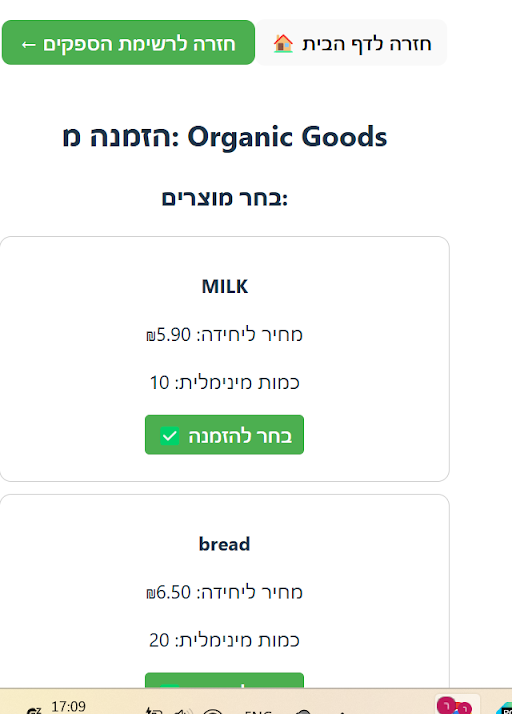 חזרה לדף הבית 🏠
חזרה לרשימת הספקים ←
הזמנה מ: Organic Goods
בחר מוצרים:
MILK
מחיר ליחידה: ₪5.90
כמות מינימלית: 10
בחר להזמנה ✅
bread
מחיר ליחידה: ₪6.50
כמות מינימלית: 20
17:09
ENG